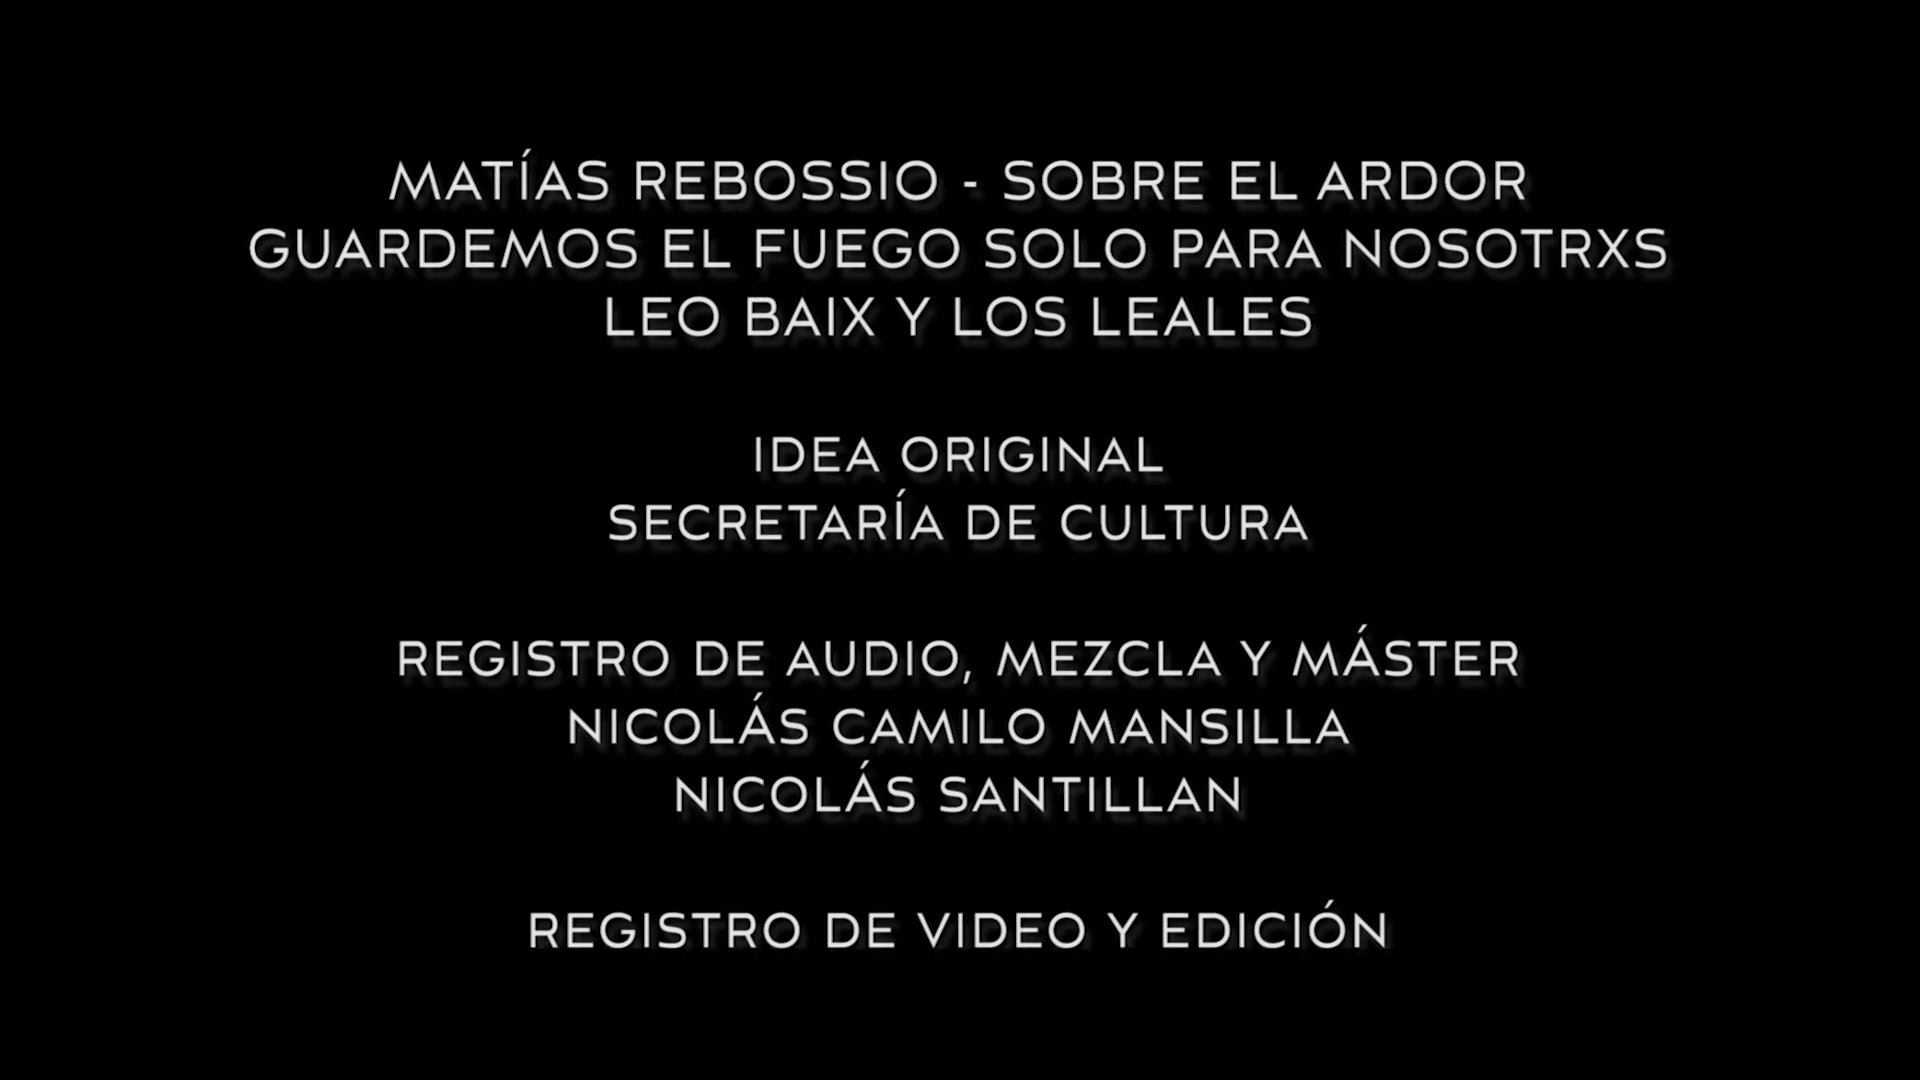 MATÍAS REBOSSIO - SOBRE EL ARDOR
GUARDEMOS EL FUEGO SOLO PARA NOSOTRXS
LEO BAIX Y LOS LEALES
IDEA ORIGINAL
SECRETARÍA DE CULTURA
REGISTRO DE AUDIO, MEZCLA Y MÁSTER
NICOLÁS CAMILO MANSILLA
NICOLÁS SANTILLAN
REGISTRO DE VIDEO Y EDICIÓN